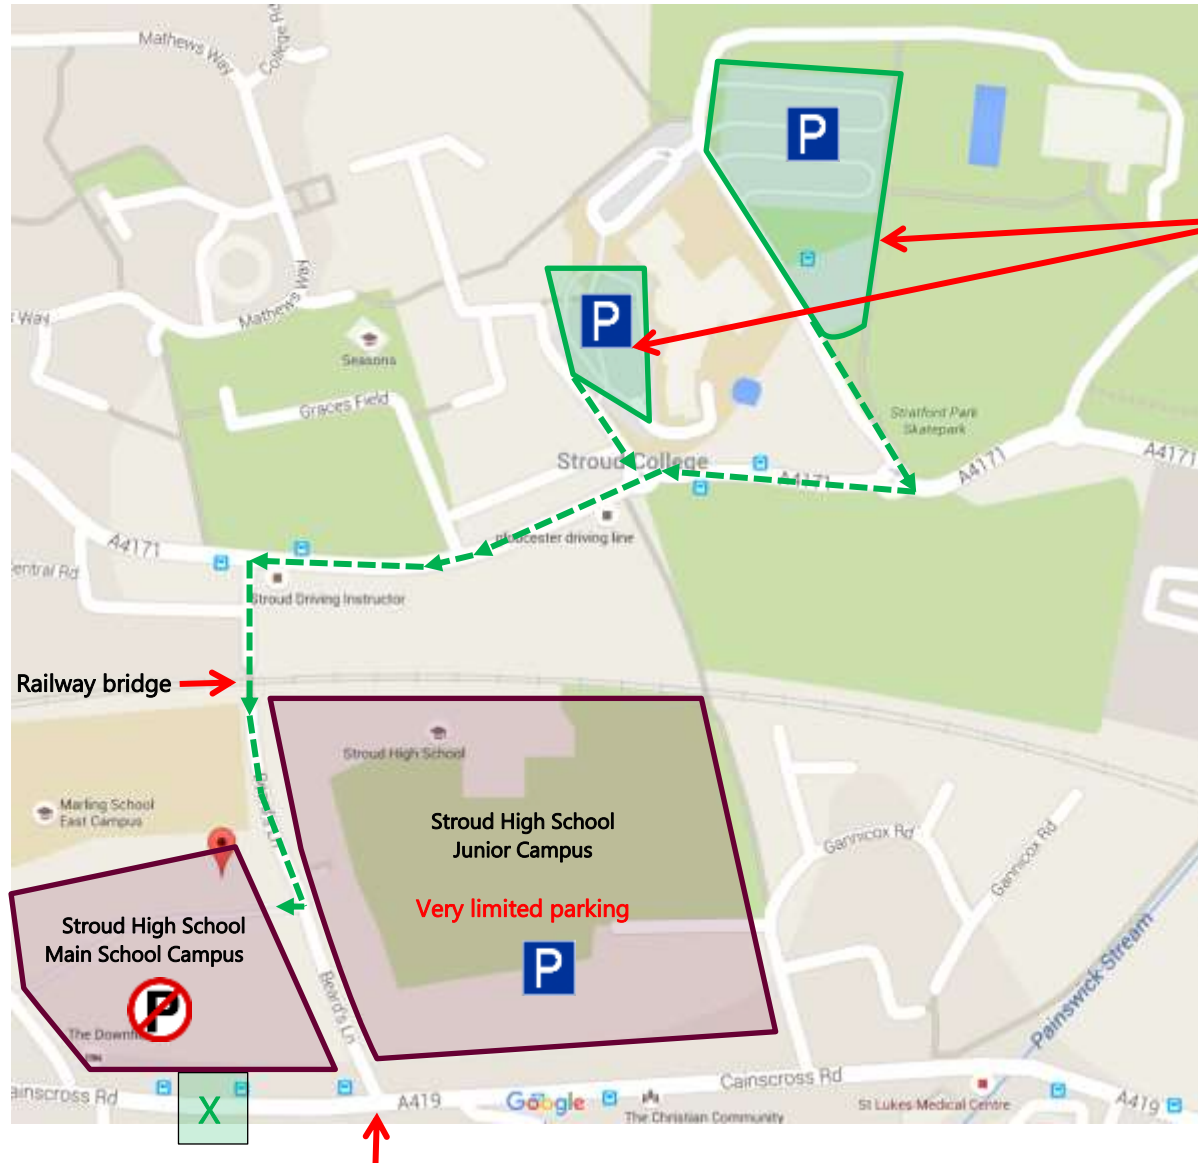 Mathews Way
College Rd
P
Way
Mathews Way
P
Seasons
Graces Field
Stratford Park
Skatepark
A4171
A4171
Stroud College
A4171
gloucester driving line
A4171
Central Rd
Stroud Driving Instructor
Railway bridge
Stroud High School
Beard's Ln
Marling School
East Campus
Stroud High School
Junior Campus
Gannicox Rd
Gannicox Rd
Very limited parking
Stroud High School
Main School Campus
P
P
Painswick Stream
Beard's Ln
The
Cainscross Rd
Cainscross Rd
X
A419
Google
The Christian Community
St Lukes Medical Centre
A419